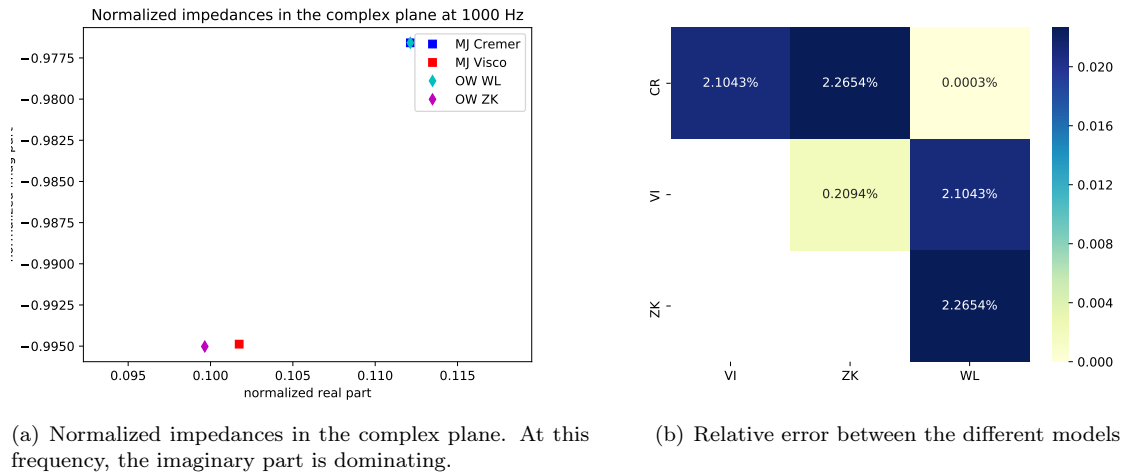 Normalized impedances in the complex plane at 1000 Hz
MJ Cremer
MJ Visco
OW WL
OW ZK
−0.9775
−0.9800
−0.9825
−0.9850
−0.9875
−0.9900
−0.9925
−0.9950
0.095
0.100
0.105
0.110
0.115
normalized real part
CR
VI
ZK
2.1043%
2.2654%
0.0003%
0.2094%
2.1043%
2.2654%
VI
ZK
WL
0.020
0.016
0.012
0.008
0.004
0.000
(a) Normalized impedances in the complex plane. At this
frequency, the imaginary part is dominating.
(b) Relative error between the different models